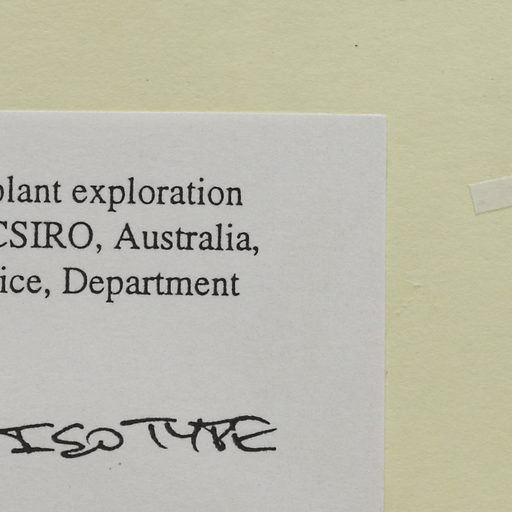 plant exploration
CSIRO, Australia,
ice, Department
ISOTYPE